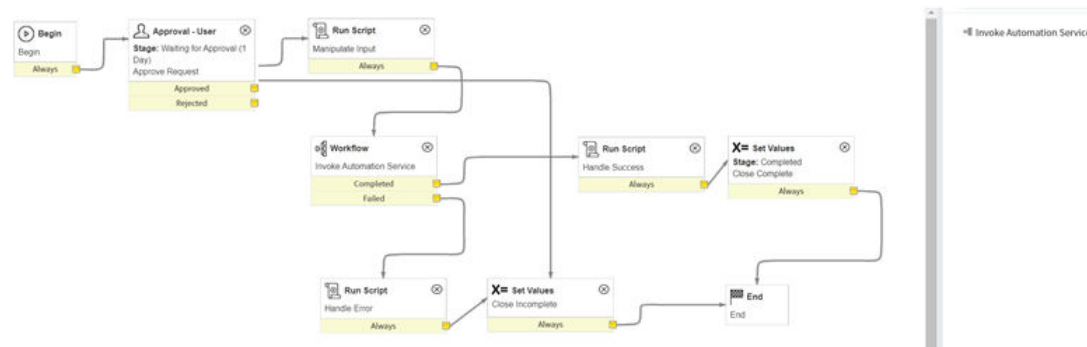 Begin
Begin
Always
Approval - User
Stage: Waiting for Approval (1
Day)
Approve Request
Approved
Rejected
Run Script
Manipulate Input
Always
Workflow
Invoke Automation Service
Completed
Failed
Run Script
Handle Success
Always
X= Set Values
Stage: Completed
Close Complete
Always
Run Script
Handle Error
Always
X= Set Values
Close Incomplete
Always
End
End
Invoke Automation Service